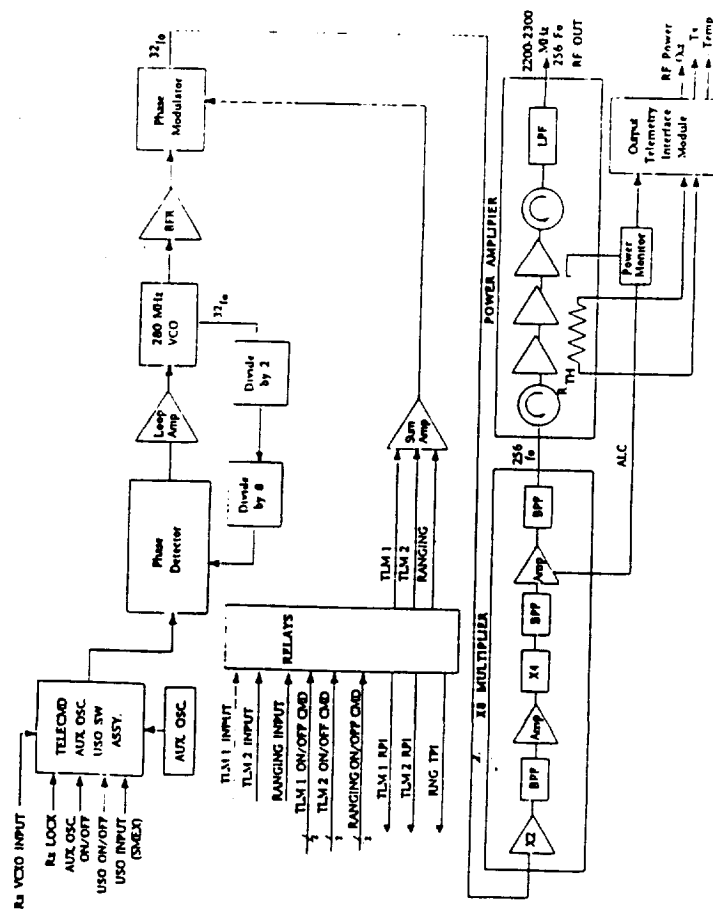 Rx VCXO INPUT
Rx LOCK
AUX. OSC.
ON/OFF
USO ON/OFF
USO INPUT
(SMEX)
TELECMD
AUX. OSC.
USO SW
ASSY.
AUX. OSC.
Phase
Detector
Loop
Amp
280 MHz
VCO
32fo
Divide
by 2
Divide
by 8
BFR
Phase
Modulator
32fo
TLM 1 INPUT
TLM 2 INPUT
RANGING INPUT
TLM 1 ON/OFF CMD
TLM 2 ON/OFF CMD
RANGING ON/OFF CMD
TLM 1 RPI
TLM 2 RPI
RNG TPI
RELAYS
TLM 1
TLM 2
RANGING
Sum
Amp
X8 MULTIPLIER
X2
BPF
Amp
X4
BPF
Amp
BPF
256
fo
ALC
POWER AMPLIFIER
R TH
LPF
2200-2300
MHz
256 Fo
RF OUT
Power
Monitor
Output
Telemetry
Interface
Module
RF Power
Temp